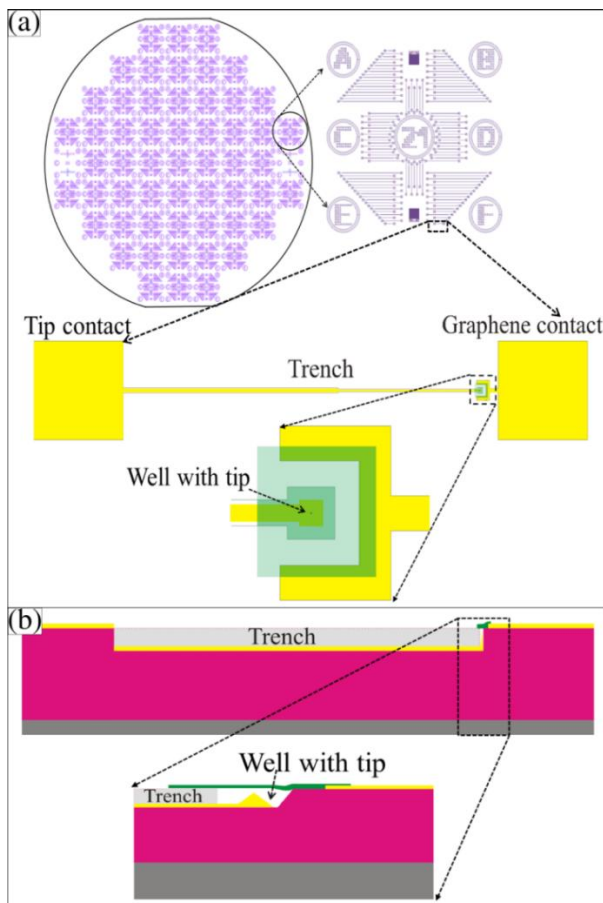 (a)
A B
C 21 D
E F
Tip contact
Graphene contact
Trench
Well with tip
(b)
Trench
Well with tip
Trench